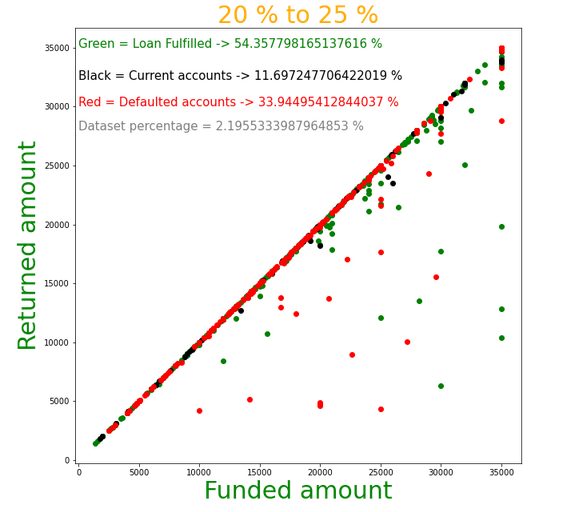 20 % to 25 %
Green = Loan Fulfilled -> 54.357798165137616 %
Black = Current accounts -> 11.697247706422019 %
Red = Defaulted accounts -> 33.94495412844037 %
Dataset percentage = 2.1955333987964853 %
Returned amount
35000
30000
25000
20000
15000
10000
5000
0
0 5000 10000 15000 20000 25000 30000 35000
Funded amount